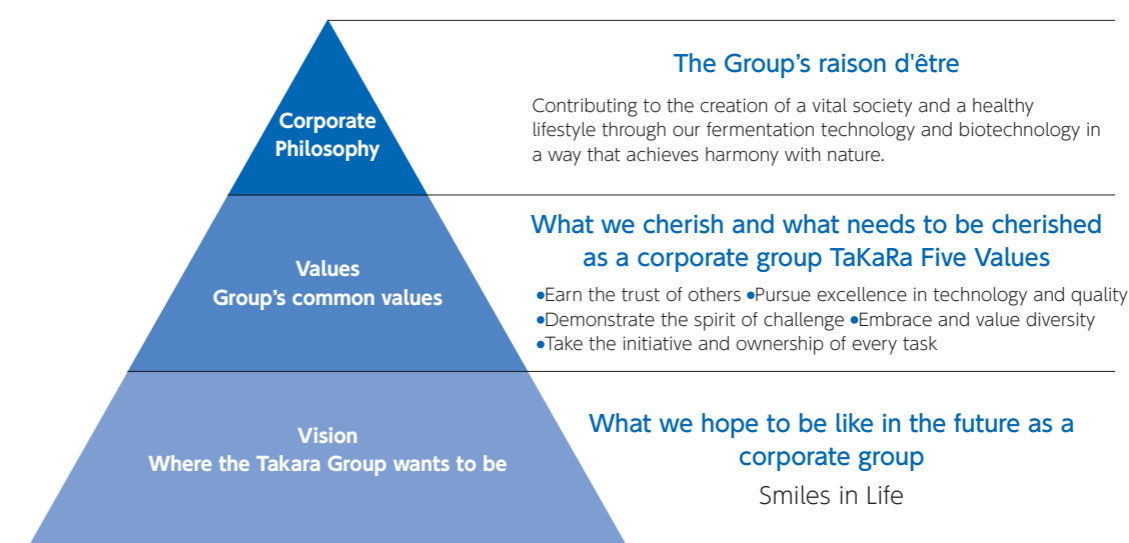 Corporate
Philosophy
The Group’s raison d'être
Contributing to the creation of a vital society and a healthy
lifestyle through our fermentation technology and biotechnology in
a way that achieves harmony with nature.
Values
Group’s common values
What we cherish and what needs to be cherished
as a corporate group TaKaRa Five Values
●Earn the trust of others ●Pursue excellence in technology and quality
●Demonstrate the spirit of challenge ●Embrace and value diversity
●Take the initiative and ownership of every task
Vision
Where the Takara Group wants to be
What we hope to be like in the future as a
corporate group
Smiles in Life